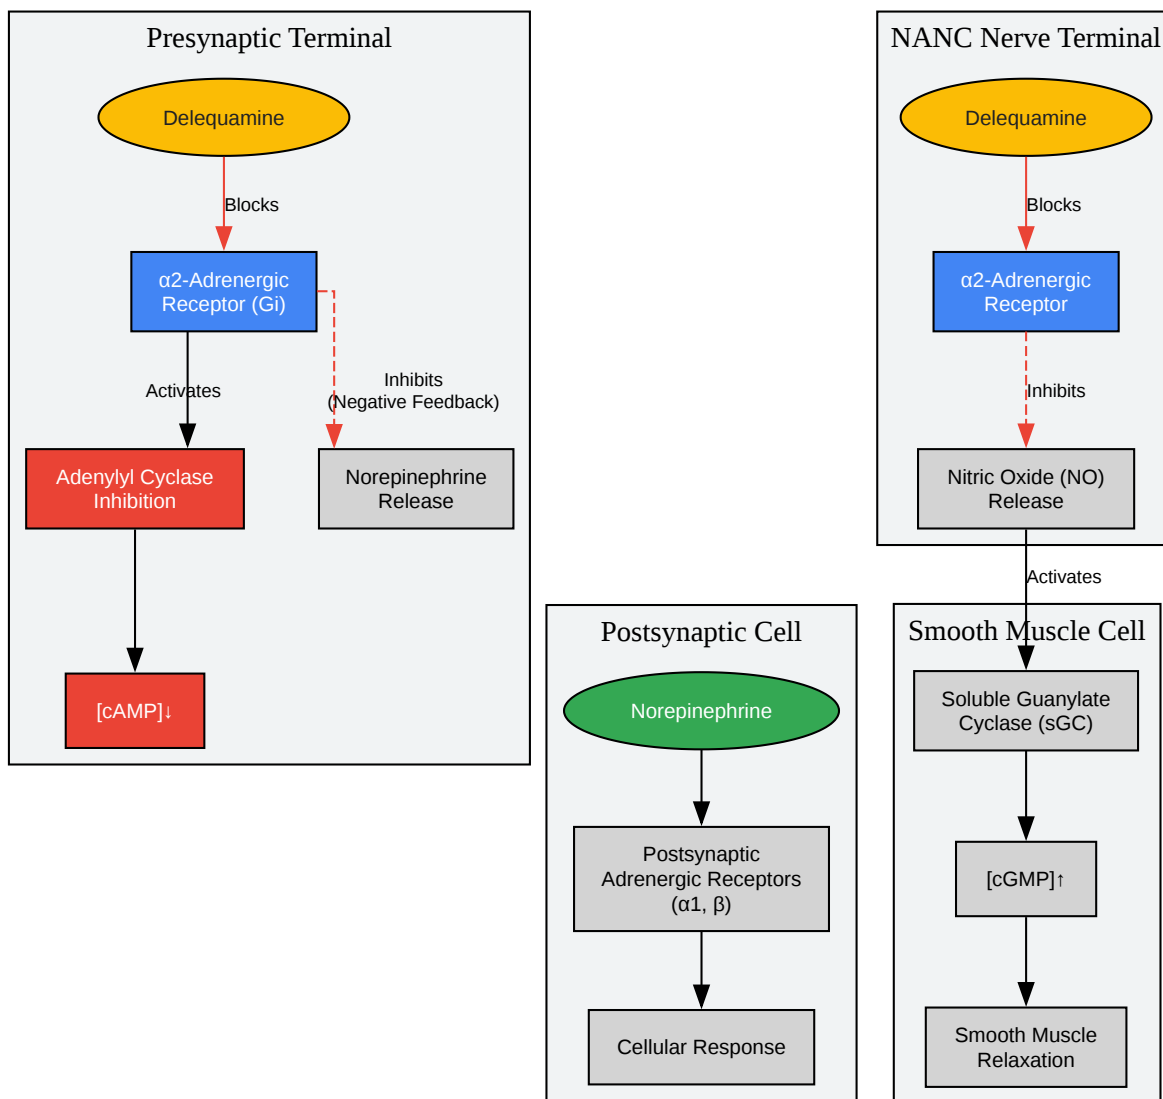 Presynaptic Terminal
Delequamine
Blocks
α2-Adrenergic
Receptor (Gi)
Activates
Inhibits
(Negative Feedback)
Adenylyl Cyclase
Inhibition
Norepinephrine
Release
[cAMP]↓
NANC Nerve Terminal
Delequamine
Blocks
α2-Adrenergic
Receptor
Inhibits
Nitric Oxide (NO)
Release
Activates
Postsynaptic Cell
Norepinephrine
Postsynaptic
Adrenergic Receptors
(α1, β)
Cellular Response
Smooth Muscle Cell
Soluble Guanylate
Cyclase (sGC)
[cGMP]↑
Smooth Muscle
Relaxation